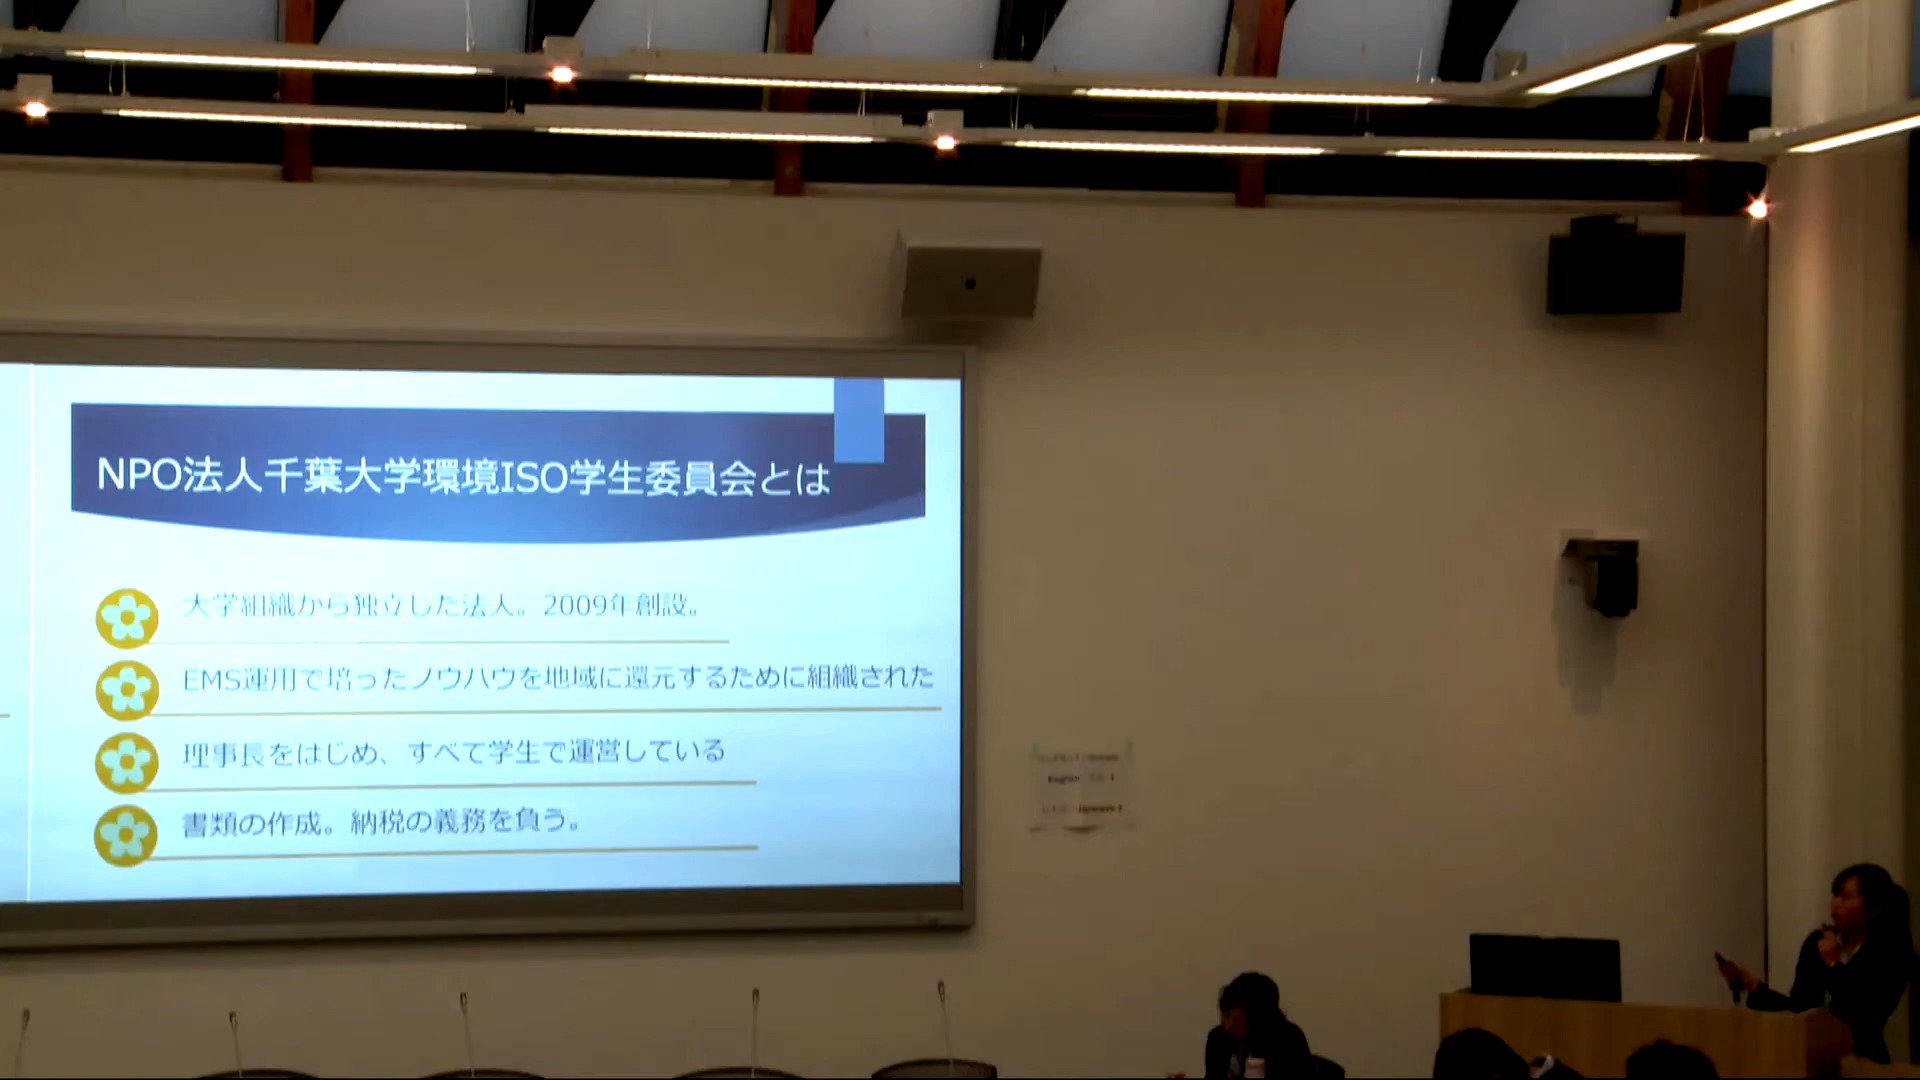 NPO法人千葉大学環境ISO学生委員会とは
大学組織から独立した法人。2009年創設。
EMS運用で培ったノウハウを地域に還元するために組織された
理事長をはじめ、すべて学生で運営している
書類の作成。納税の義務を負う。
English
Japanese